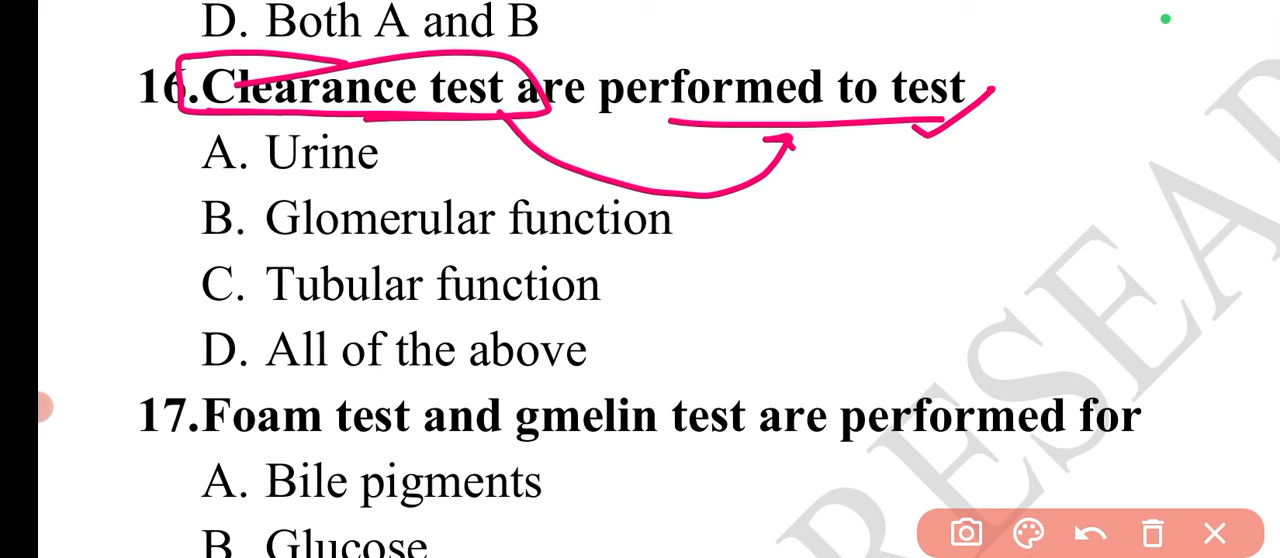 D. Both A and B
16.Clearance test are performed to test
A. Urine
B. Glomerular function
C. Tubular function
D. All of the above
17.Foam test and gmelin test are performed for
A. Bile pigments
B Glucose
RESEA